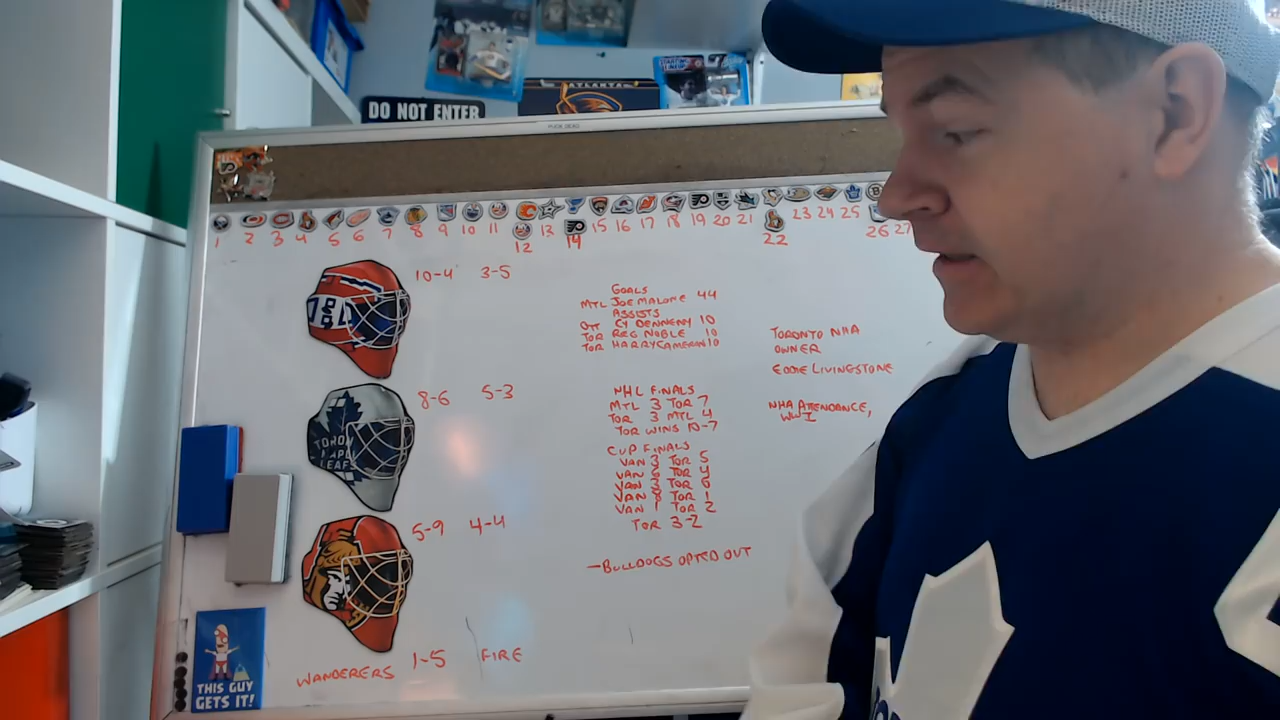 DO NOT ENTER
ATLANTA
1 2 3 4 5 6 7 8 9 10 11 12 13 14 15 16 17 18 19 20 21 22 23 24 25 26 27
10-4 3-5
GOALS
MTL JOE MALONE 44
ASSISTS
OTT CY DENNENY 10
TOR REG NOBLE 10
TOR HARRY CAMERON 10
TORONTO NHA
OWNER
EDDIE LIVINGSTONE
NHA ATTENDANCE,
WWI
8-6 5-3
NHL FINALS
MTL 3 TOR 7
TOR 3 MTL 4
TOR WINS 10-7
CUP FINALS
VAN 3 TOR 5
VAN 6 TOR 4
VAN 3 TOR 6
VAN 8 TOR 1
VAN 1 TOR 2
TOR 3-2
TORONTO
MAPLE
LEAFS
5-9 4-4
-BULLDOGS OPTED OUT
WANDERERS 1-5 FIRE
THIS GUY
GETS IT!